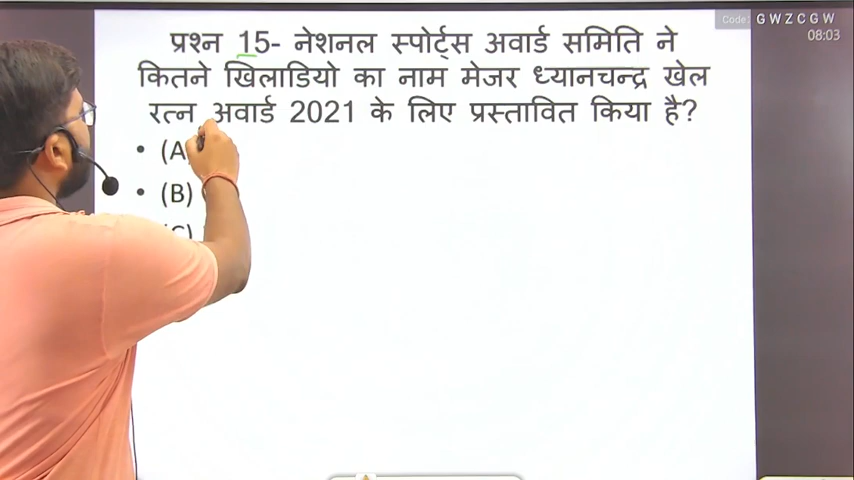 Code: GWZCGW
08:03
प्रश्न 15- नेशनल स्पोर्ट्स अवार्ड समिति ने
कितने खिलाडियो का नाम मेजर ध्यानचन्द्र खेल
रत्न अवार्ड 2021 के लिए प्रस्तावित किया है?
• (A)
• (B)
(C)